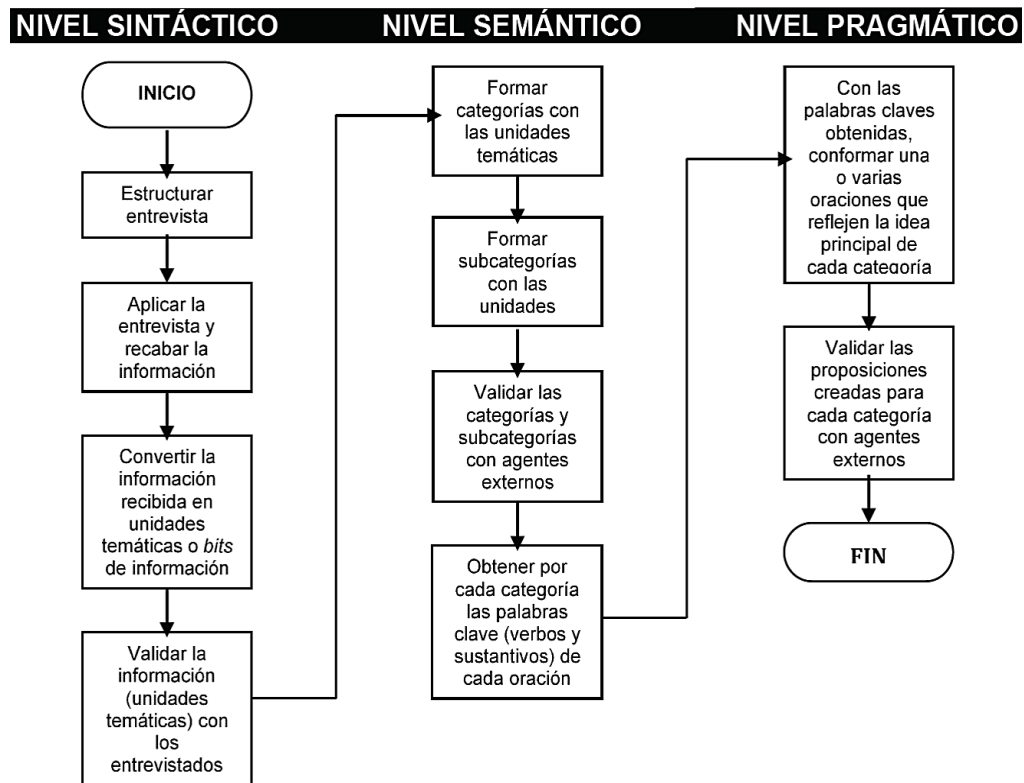 NIVEL SINTÁCTICO
INICIO
Estructurar
entrevista
Aplicar la
entrevista y
recabar la
información
Convertir la
información
recibida en
unidades
temáticas o bits
de información
Validar la
información
(unidades
temáticas) con
los
entrevistados
NIVEL SEMÁNTICO
Formar
categorías con
las unidades
temáticas
Formar
subcategorías
con las
unidades
Validar las
categorías y
subcategorías
con agentes
externos
Obtener por
cada categoría
las palabras
clave (verbos y
sustantivos) de
cada oración
NIVEL PRAGMÁTICO
Con las
palabras claves
obtenidas,
conformar una
o varias
oraciones que
reflejen la idea
principal de
cada categoría
Validar las
proposiciones
creadas para
cada categoría
con agentes
externos
FIN